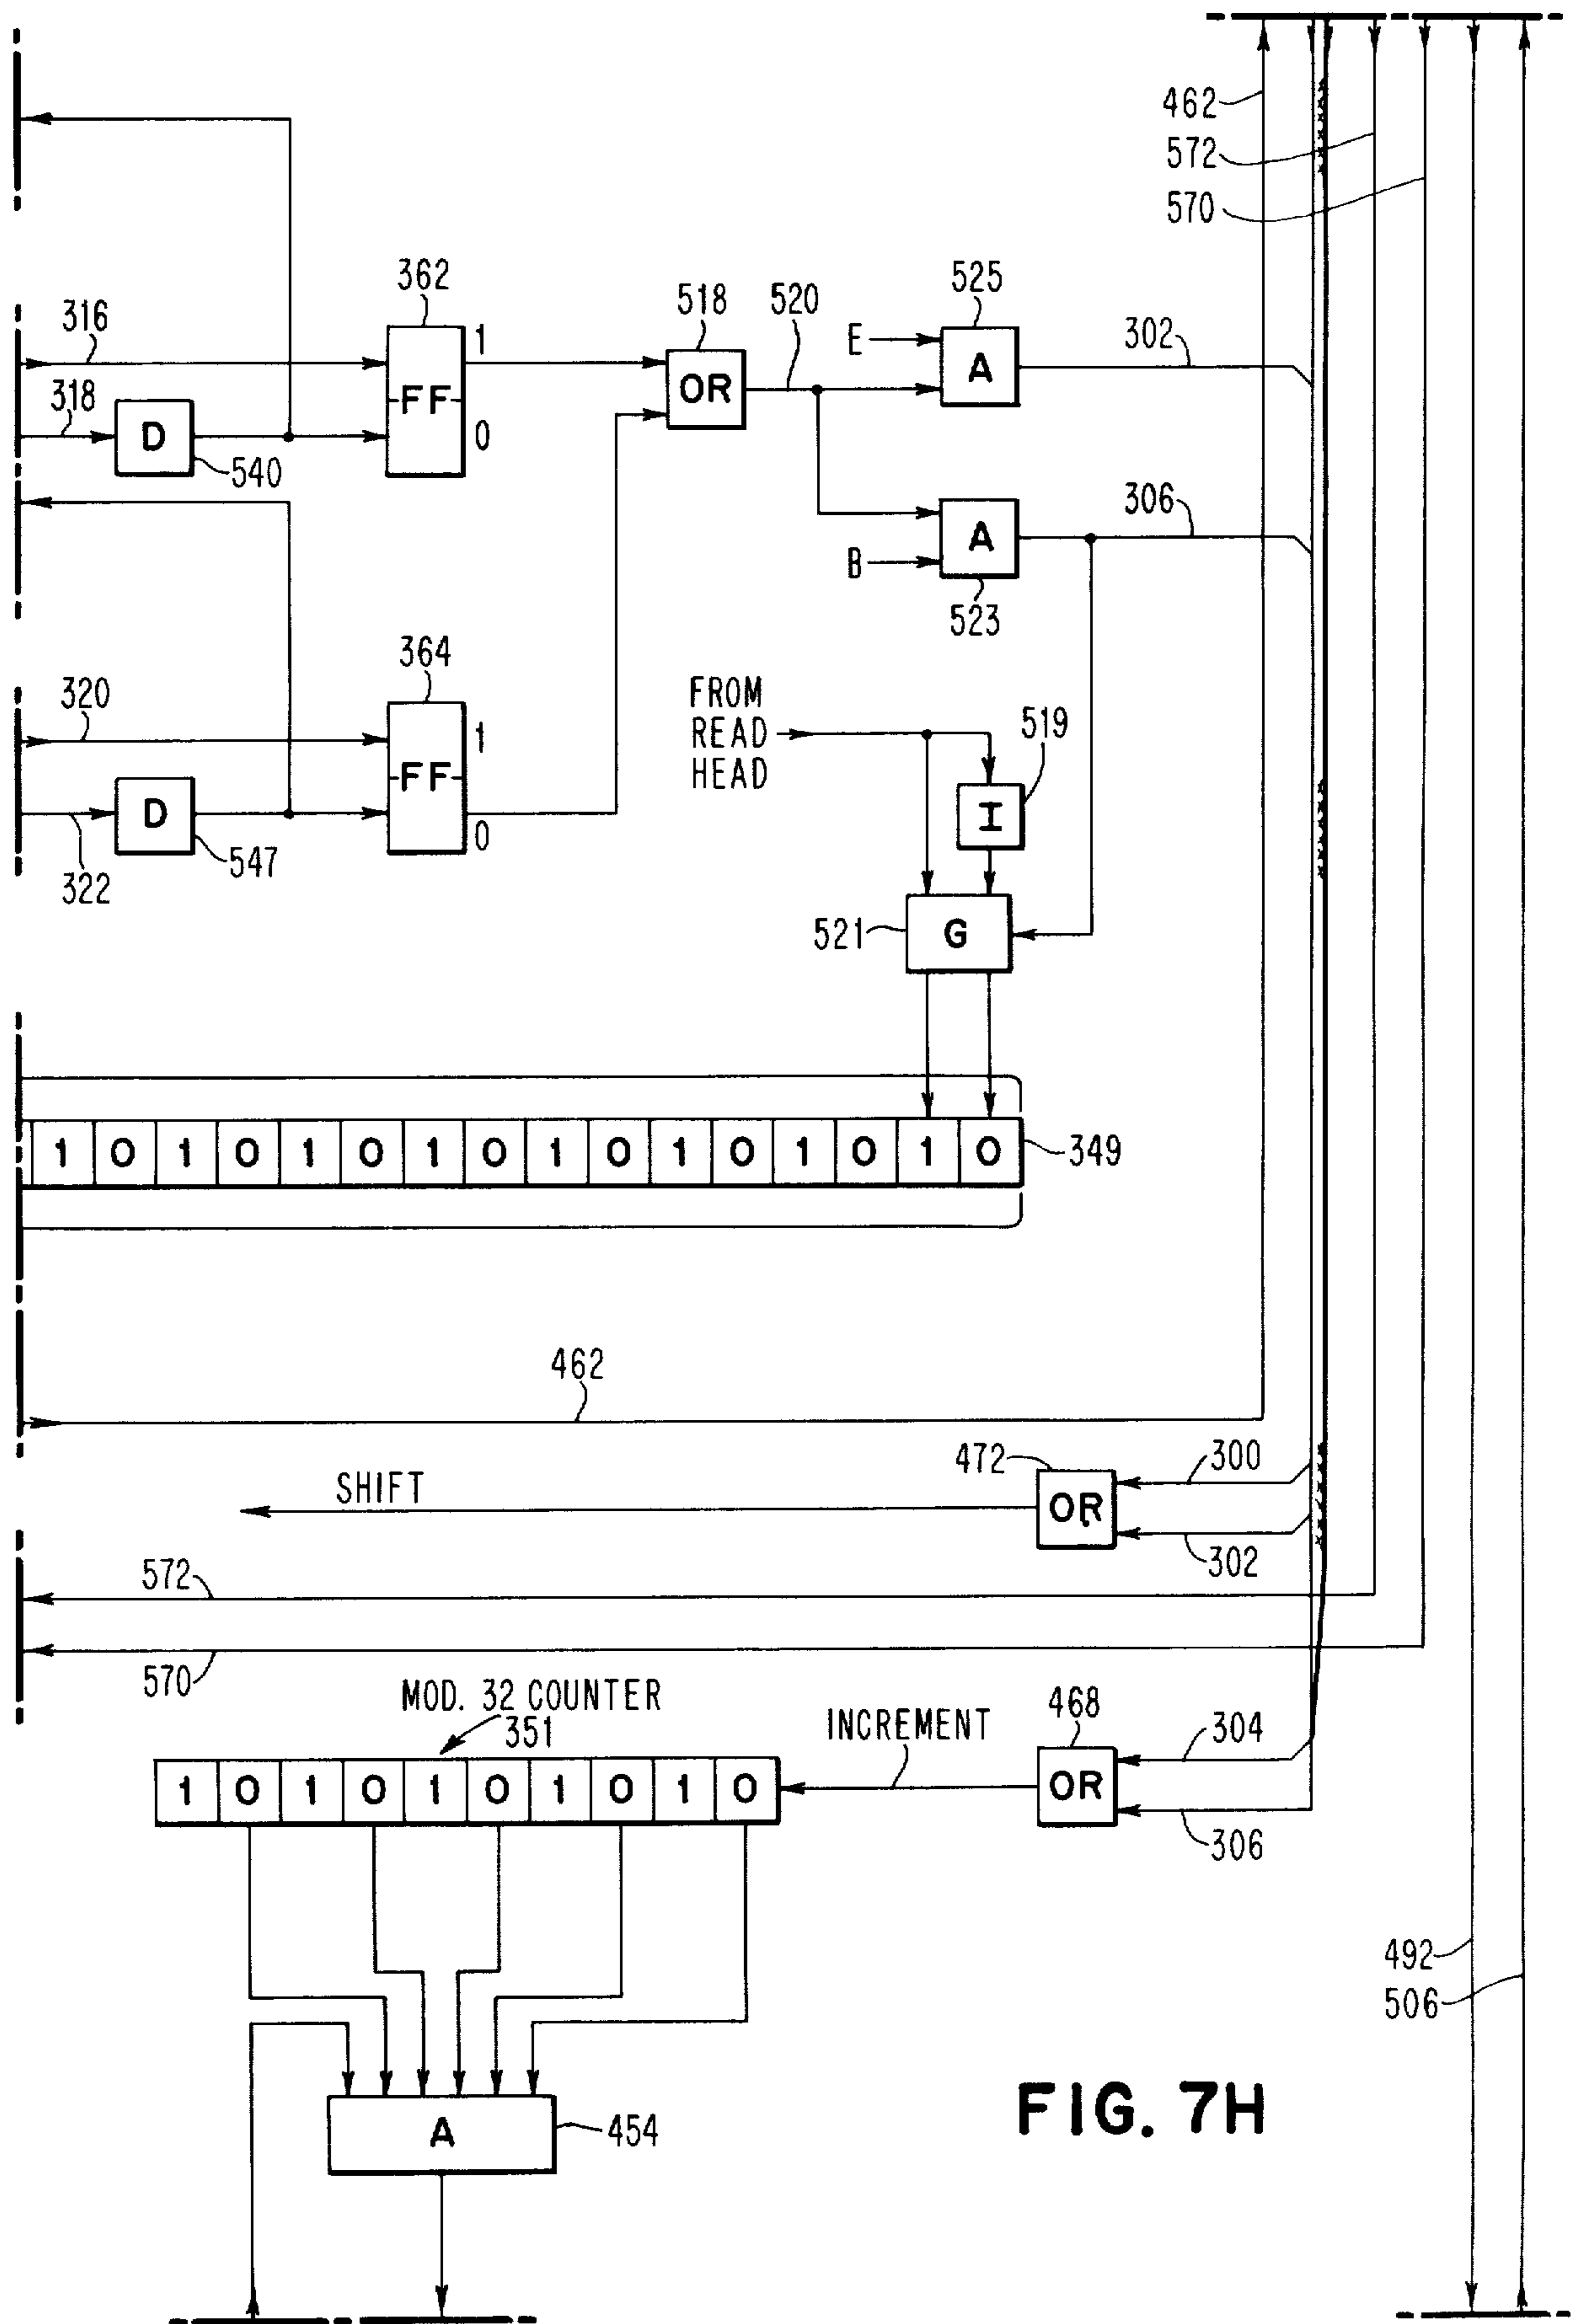 462
572
570
362
518
520
525
316
1
E
302
OR
A
FF
318
D
0
540
306
A
B
523
364
320
FROM
READ
HEAD
519
1
FF
I
D
0
322
547
521
G
1 0 1 0 1 0 1 0 1 0 1 0 1 0 1 0
349
462
472
300
SHIFT
OR
302
572
570
MOD. 32 COUNTER
351
INCREMENT
468
304
1 0 1 0 1 0 1 0 1 0
OR
306
492
506
A
454
FIG. 7H